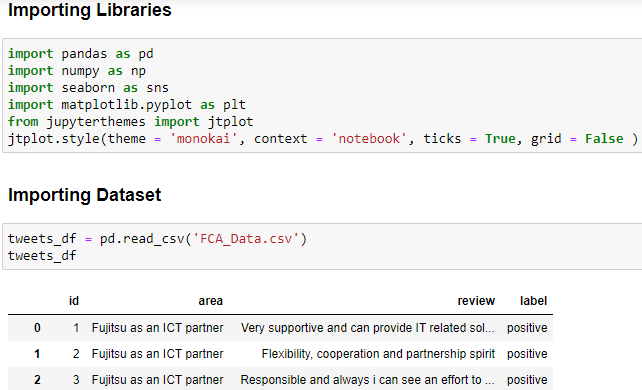 Importing Libraries
import pandas as pd
import numpy as np
import seaborn as sns
import matplotlib.pyplot as plt
from jupyterthemes import jtplot
jtplot.style(theme = 'monokai', context = 'notebook', ticks = True, grid = False )
Importing Dataset
tweets_df = pd.read_csv('FCA_Data.csv')
tweets_df
id area review label
0 1 Fujitsu as an ICT partner Very supportive and can provide IT related sol... positive
1 2 Fujitsu as an ICT partner Flexibility, cooperation and partnership spirit positive
2 3 Fujitsu as an ICT partner Responsible and always i can see an effort to ... positive